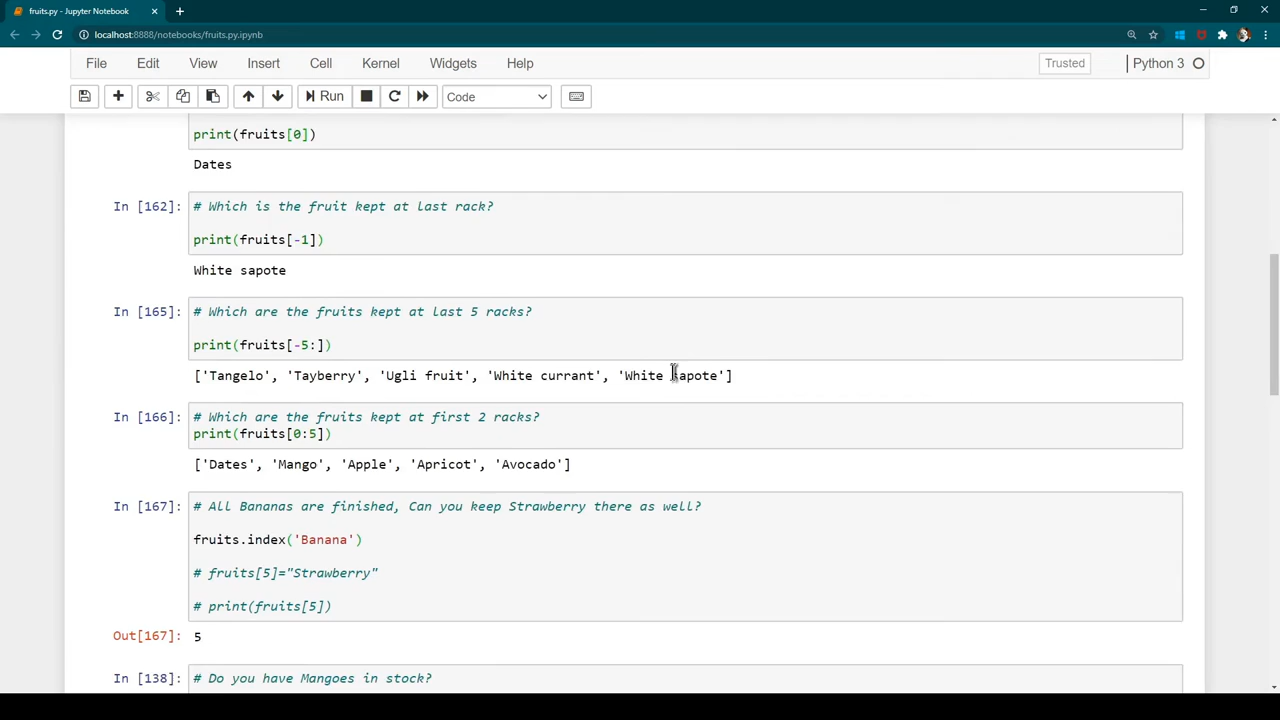 fruits.py - Jupyter Notebook
localhost:8888/notebooks/fruits.py.ipynb
File Edit View Insert Cell Kernel Widgets Help Trusted Python 3
Run Code
print(fruits[0])
Dates
In [162]: # Which is the fruit kept at last rack?
print(fruits[-1])
White sapote
In [165]: # Which are the fruits kept at last 5 racks?
print(fruits[-5:])
['Tangelo', 'Tayberry', 'Ugli fruit', 'White currant', 'White sapote']
In [166]: # Which are the fruits kept at first 2 racks?
print(fruits[0:5])
['Dates', 'Mango', 'Apple', 'Apricot', 'Avocado']
In [167]: # All Bananas are finished, Can you keep Strawberry there as well?
fruits.index('Banana')
# fruits[5]="Strawberry"
# print(fruits[5])
Out[167]: 5
In [138]: # Do you have Mangoes in stock?